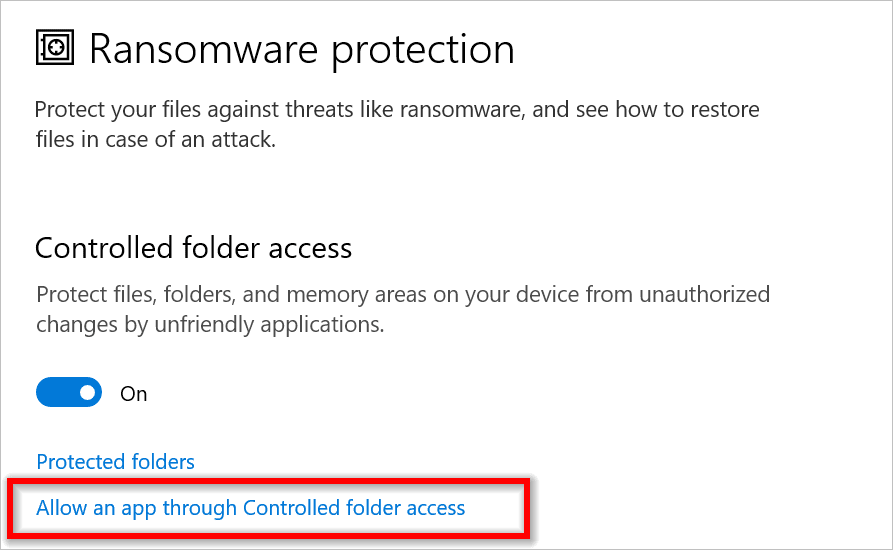 Ransomware protection
Protect your files against threats like ransomware, and see how to restore
files in case of an attack.
Controlled folder access
Protect files, folders, and memory areas on your device from unauthorized
changes by unfriendly applications.
On
Protected folders
Allow an app through Controlled folder access